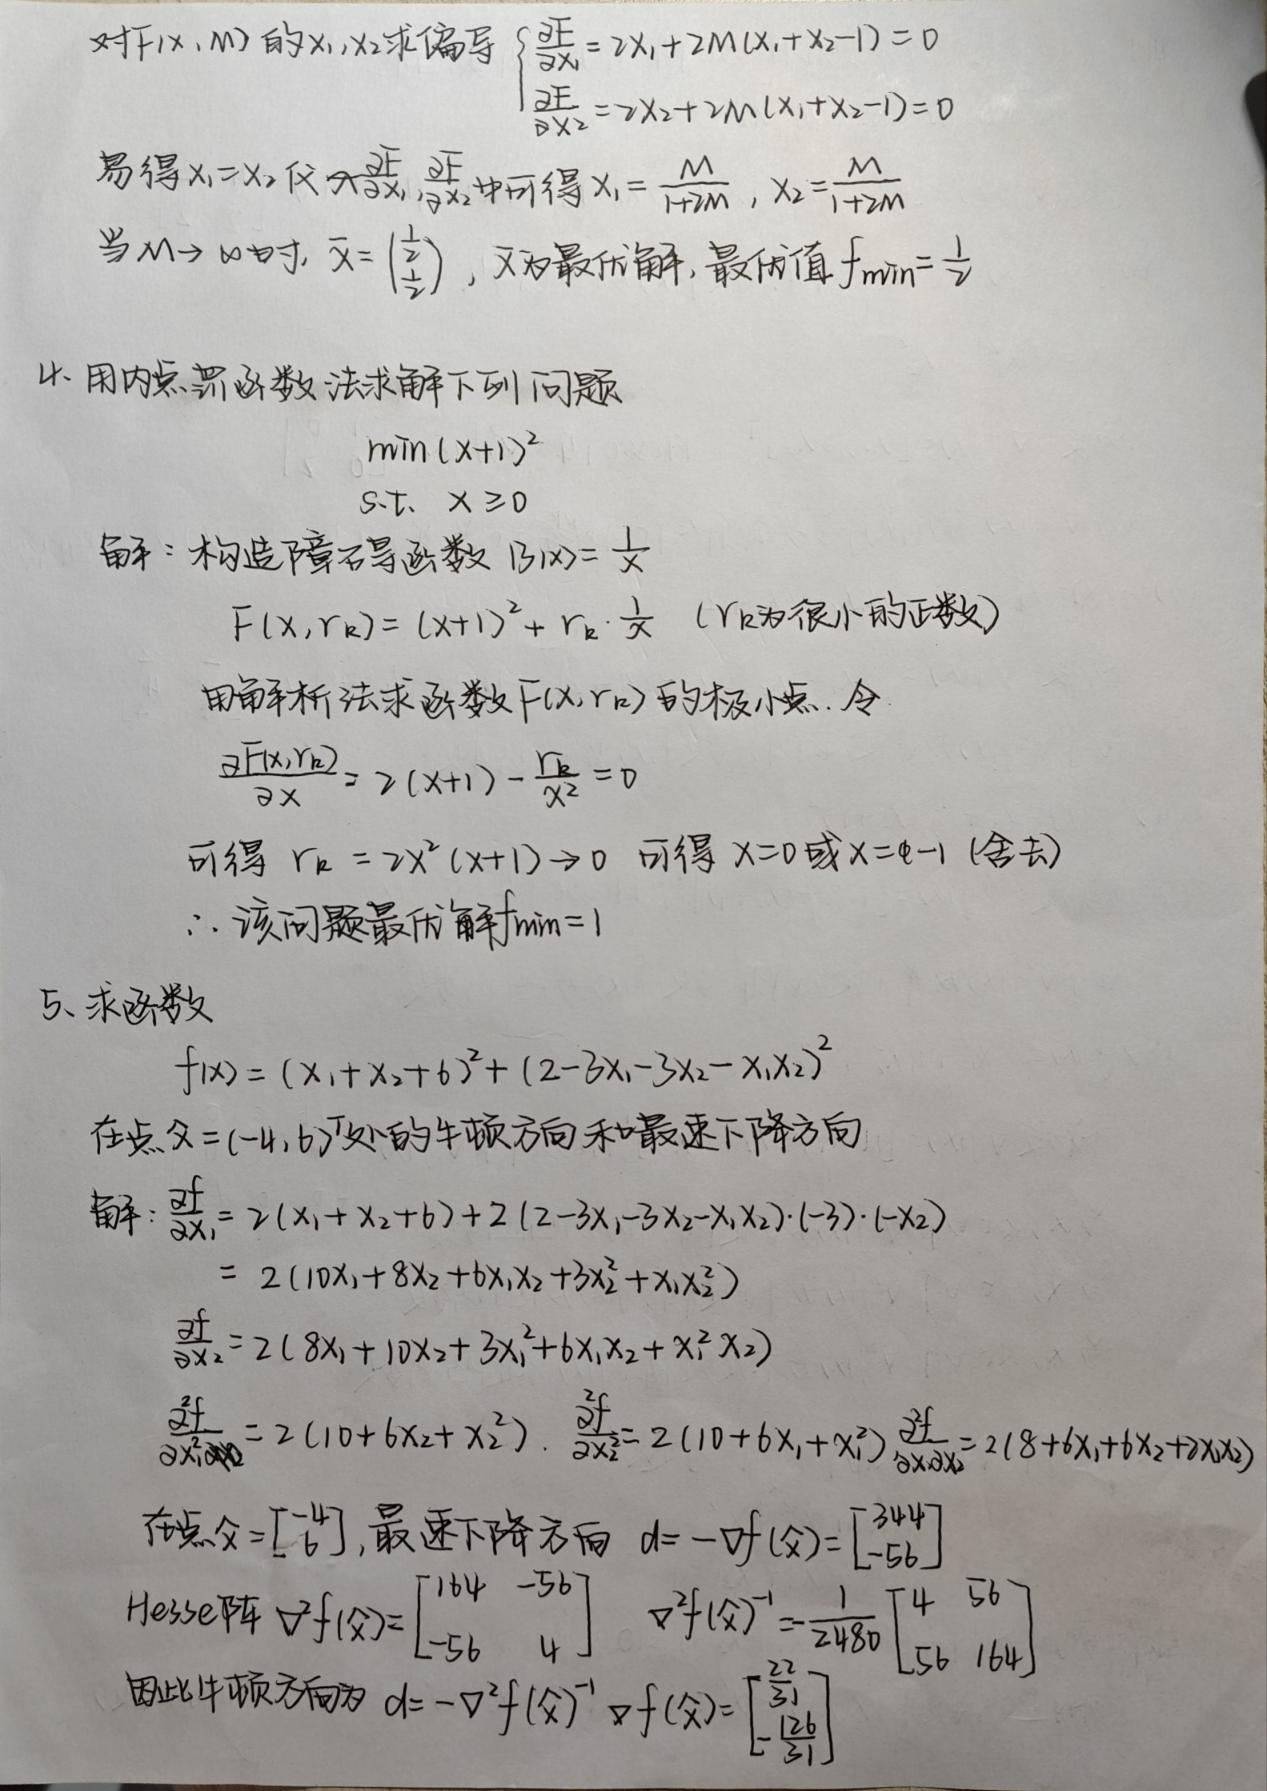 对F(x,M)的x₁,x₂求偏导 { ∂F/∂x₁ = 2x₁+2M(x₁+x₂-1)=0
∂F/∂x₂ = 2x₂+2M(x₁+x₂-1)=0
易得x₁=x₂代入∂F/∂x₁,∂F/∂x₂中可得x₁= M/(1+2M), x₂= M/(1+2M)
当M→∞时, x̄=(1/2 1/2), x̄为最优解,最优值fmin=1/2
4、用内点罚函数法求解下列问题
min(x+1)²
s.t. x≥0
解:构造障碍函数B(x)=1/x
F(x,rk)=(x+1)²+rk·1/x (rk为很小的正数)
用解析法求函数F(x,rk)的极小点.令
∂F(x,rk)/∂x = 2(x+1)-rk/x²=0
可得 rk=2x²(x+1)→0 可得x=0或x=-1(舍去)
∴该问题最优解fmin=1
5、求函数
f(x)=(x₁+x₂+6)²+(2-3x₁-3x₂-x₁x₂)²
在点x̂=(-4,6)ᵀ处的牛顿方向和最速下降方向
解:∂f/∂x₁=2(x₁+x₂+6)+2(2-3x₁-3x₂-x₁x₂)·(-3)·(-x₂)
=2(10x₁+8x₂+6x₁x₂+3x₂²+x₁x₂²)
∂f/∂x₂=2(8x₁+10x₂+3x₁²+6x₁x₂+x₁²x₂)
∂²f/∂x₁²=2(10+6x₂+x₂²). ∂²f/∂x₂²=2(10+6x₁+x₁²) ∂²f/∂x₁∂x₂=2(8+6x₁+6x₂+2x₁x₂)
在点x̂=[-4 6],最速下降方向 d=-∇f(x̂)=[344 -56]
Hesse阵∇²f(x̂)=[164 -56 -56 4] ∇²f(x̂)⁻¹=-1/2480[4 56 56 164]
因此牛顿方向为 d=-∇²f(x̂)⁻¹∇f(x̂)=[22/31 -126/31]